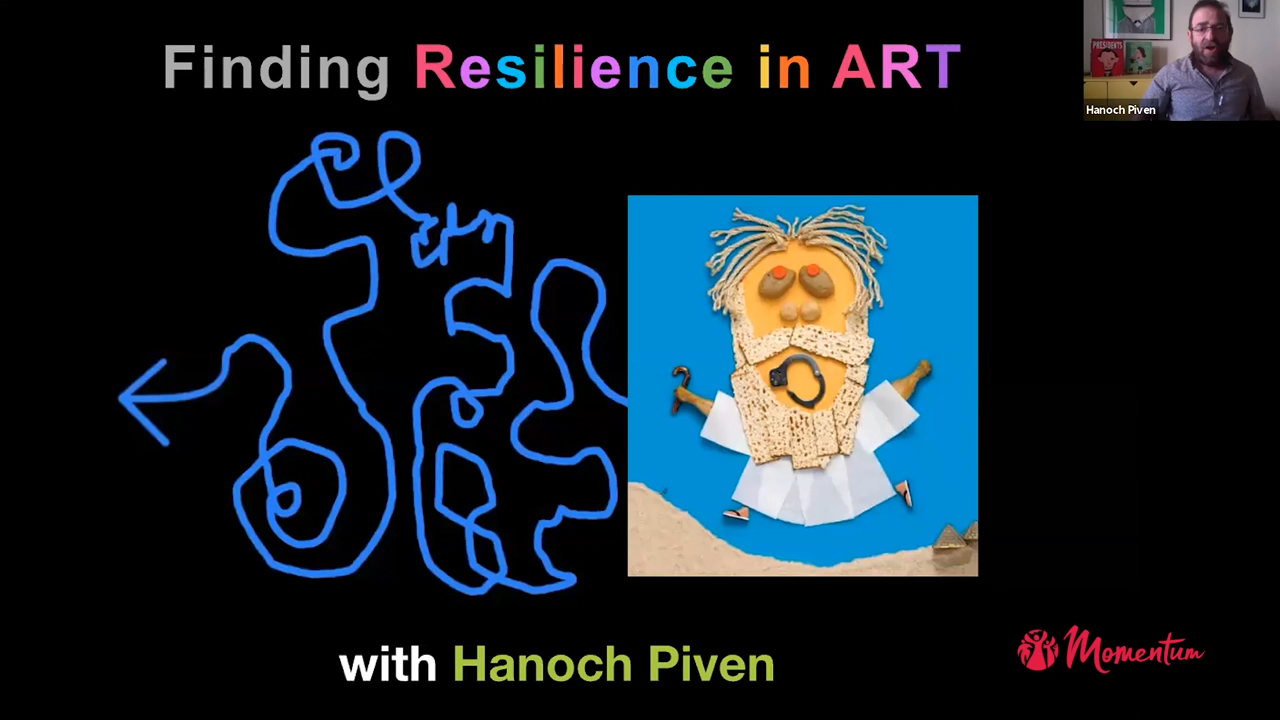 Finding Resilience in ART
PRESIDENTS
Hanoch Piven
with Hanoch Piven
Momentum